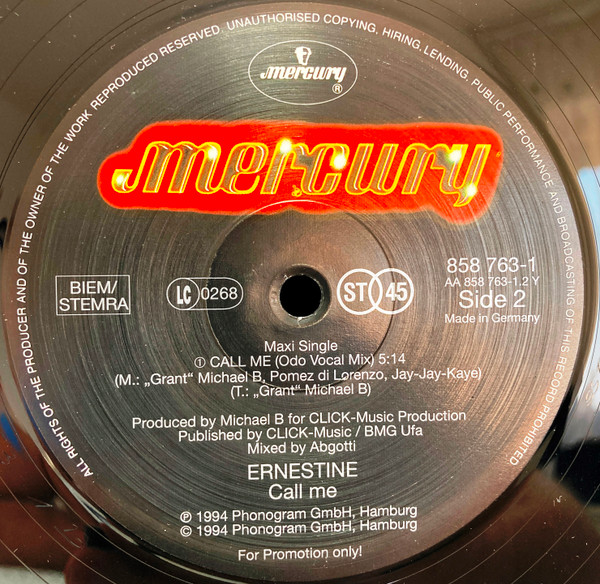 ALL RIGHTS OF THE PRODUCER AND OF THE OWNER OF THE WORK REPRODUCED RESERVED. UNAUTHORISED COPYING, HIRING, LENDING, PUBLIC PERFORMANCE AND BROADCASTING OF THIS RECORD PROHIBITED
mercury
®
mercury
BIEM/
STEMRA
LC 0268
ST 45
858 763-1
AA 858 763-1.2 Y
Side 2
Made in Germany
Maxi Single
① CALL ME (Odo Vocal Mix) 5:14
(M.: „Grant“ Michael B, Pomez di Lorenzo, Jay-Jay-Kaye)
(T.: „Grant“ Michael B)
Produced by Michael B for CLICK-Music Production
Published by CLICK-Music / BMG Ufa
Mixed by Abgotti
ERNESTINE
Call me
℗ 1994 Phonogram GmbH, Hamburg
© 1994 Phonogram GmbH, Hamburg
For Promotion only!